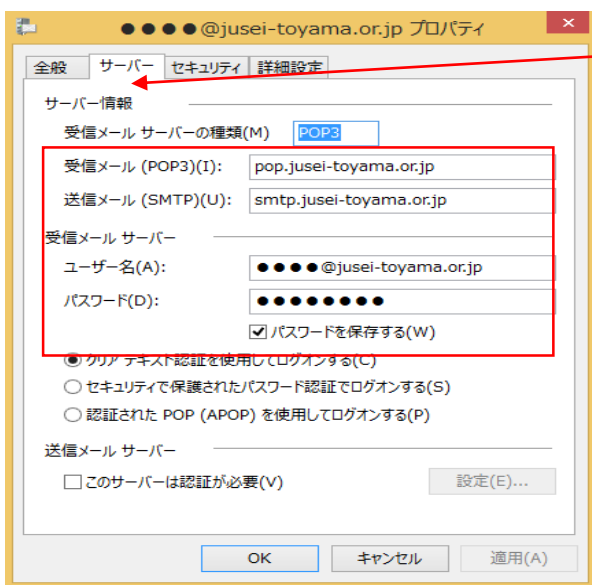 ●●●●@jusei-toyama.or.jp プロパティ
全般 サーバー セキュリティ 詳細設定
サーバー情報
受信メール サーバーの種類(M) POP3
受信メール (POP3)(I): pop.jusei-toyama.or.jp
送信メール (SMTP)(U): smtp.jusei-toyama.or.jp
受信メール サーバー
ユーザー名(A): ●●●●@jusei-toyama.or.jp
パスワード(D): ●●●●●●●●
パスワードを保存する(W)
クリア テキスト認証を使用してログオンする(C)
セキュリティで保護されたパスワード認証でログオンする(S)
認証された POP (APOP) を使用してログオンする(P)
送信メール サーバー
このサーバーは認証が必要(V) 設定(E)...
OK キャンセル 適用(A)